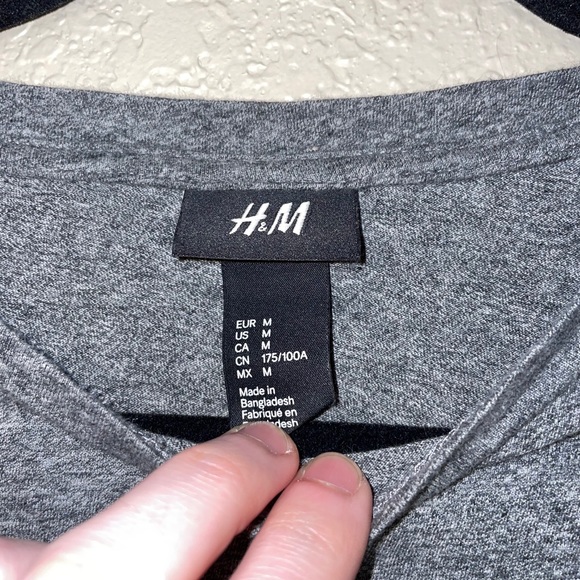 H&M
EUR M
US M
CA M
CN 175/100A
MX M
Made in
Bangladesh
Fabriqué en